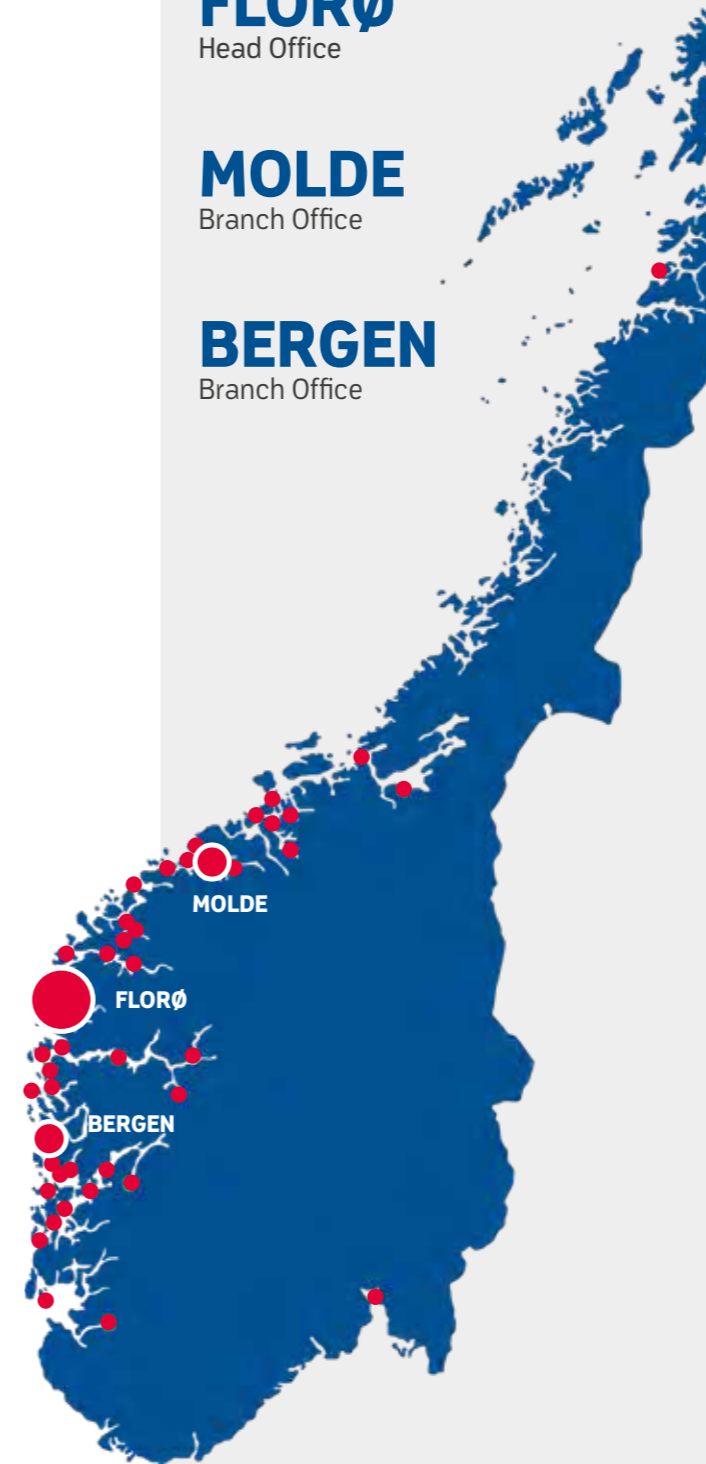 FLORØ
Head Office
MOLDE
Branch Office
BERGEN
Branch Office
MOLDE
FLORØ
BERGEN